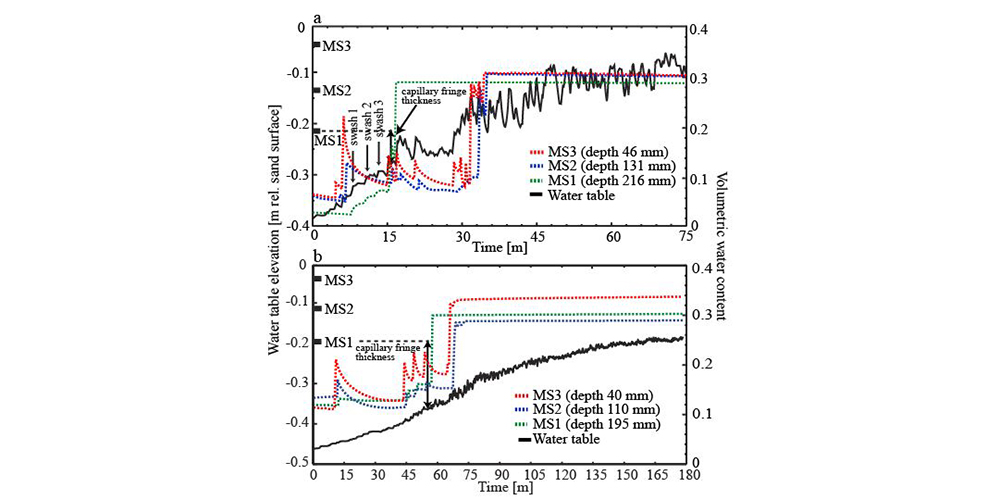 a
0
-0.1
-0.2
-0.3
-0.4
MS3
MS2
MS1
swash 1
swash 2
swash 3
capillary fringe
thickness
MS3 (depth 46 mm)
MS2 (depth 131 mm)
MS1 (depth 216 mm)
Water table
0.4
0.3
0.2
0.1
0
0 15 30 45 60 75
Time [m]
Water table elevation [m rel. sand surface]
Volumetric water content
b
0
-0.1
-0.2
-0.3
-0.4
-0.5
MS3
MS2
MS1
capillary fringe
thickness
MS3 (depth 40 mm)
MS2 (depth 110 mm)
MS1 (depth 195 mm)
Water table
0.4
0.3
0.2
0.1
0
0 15 30 45 60 75 90 105 120 135 150 165 180
Time [m]